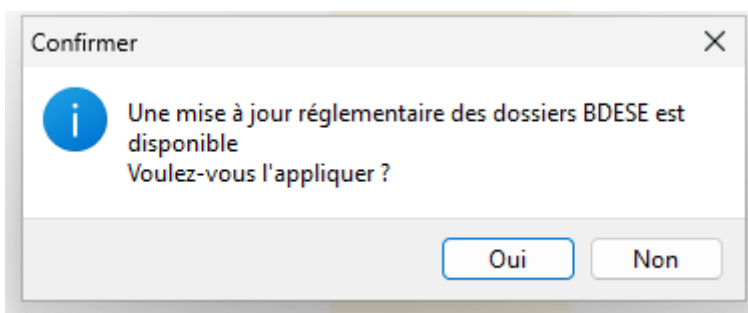 Confirmer
Une mise à jour réglementaire des dossiers BDESE est
disponible
Voulez-vous l'appliquer ?
Oui
Non